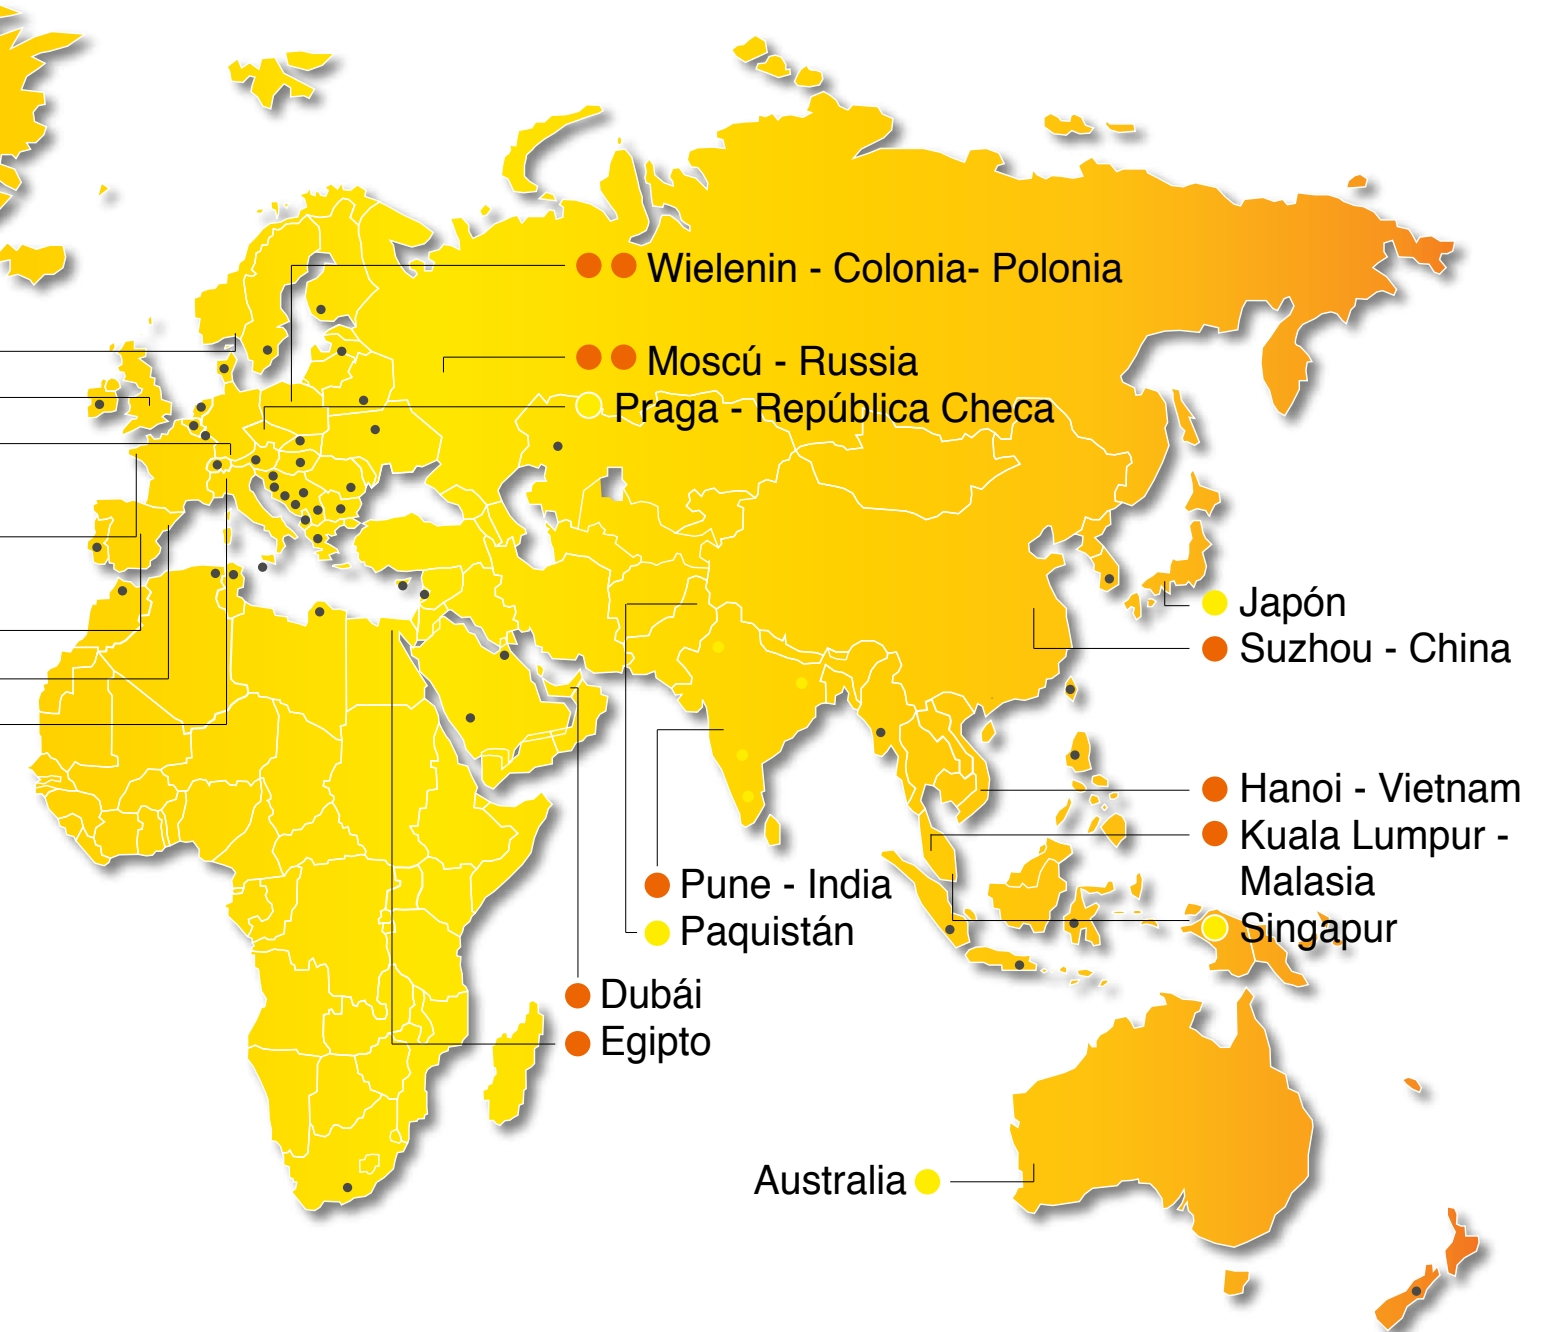 Wielenin - Colonia- Polonia
Moscú - Russia
Praga - República Checa
Japón
Suzhou - China
Hanoi - Vietnam
Kuala Lumpur -
Malasia
Singapur
Pune - India
Paquistán
Dubái
Egipto
Australia